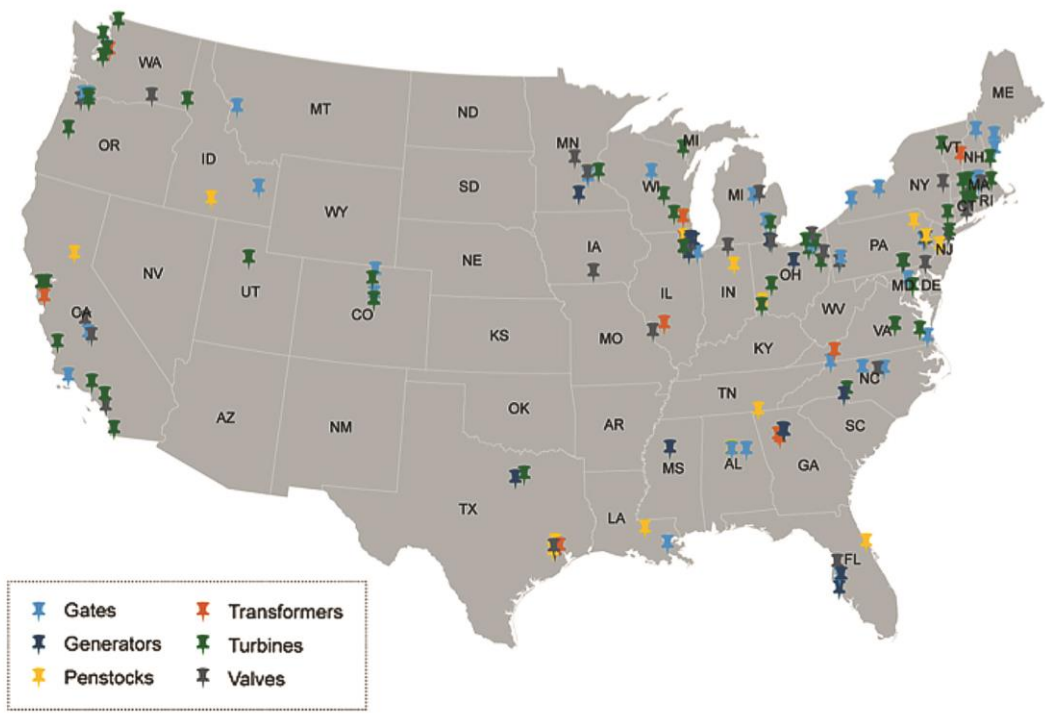 WA
ME
MT
ND
VT
MI
OR
MN
NH
ID
SD
WI
NY
MA
MI
CT
RI
WY
IA
PA
NJ
NV
NE
OH
UT
IL
IN
MD
DE
CA
CO
WV
VA
KS
MO
KY
NC
TN
OK
AZ
NM
AR
SC
MS
AL
GA
TX
LA
FL
Gates
Transformers
Generators
Turbines
Penstocks
Valves